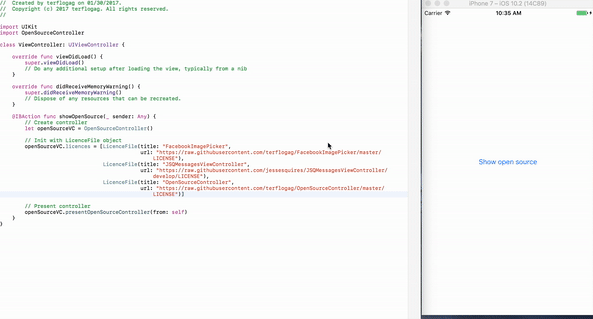 //  Created by terflogag on 01/30/2017.
//  Copyright (c) 2017 terflogag. All rights reserved.
//
import UIKit
import OpenSourceController
class ViewController: UIViewController {
override func viewDidLoad() {
super.viewDidLoad()
// Do any additional setup after loading the view, typically from a nib
}
override func didReceiveMemoryWarning() {
super.didReceiveMemoryWarning()
// Dispose of any resources that can be recreated.
}
@IBAction func showOpenSource(_ sender: Any) {
// Create controller
let openSourceVC = OpenSourceController()
// Init with LicenceFile object
openSourceVC.licences = [LicenceFile(title: "FacebookImagePicker",
url: "https://raw.githubusercontent.com/terflogag/FacebookImagePicker/master/
LICENSE"),
LicenceFile(title: "JSQMessagesViewController",
url: "https://raw.githubusercontent.com/jessesquires/JSQMessagesViewController/
develop/LICENSE"),
LicenceFile(title: "OpenSourceController",
url: "https://raw.githubusercontent.com/terflogag/OpenSourceController/master/
LICENSE")]
// Present controller
openSourceVC.presentOpenSourceController(from: self)
}
}
iPhone 7 – iOS 10.2 (14C89)
Carrier 10:35 AM
Show open source